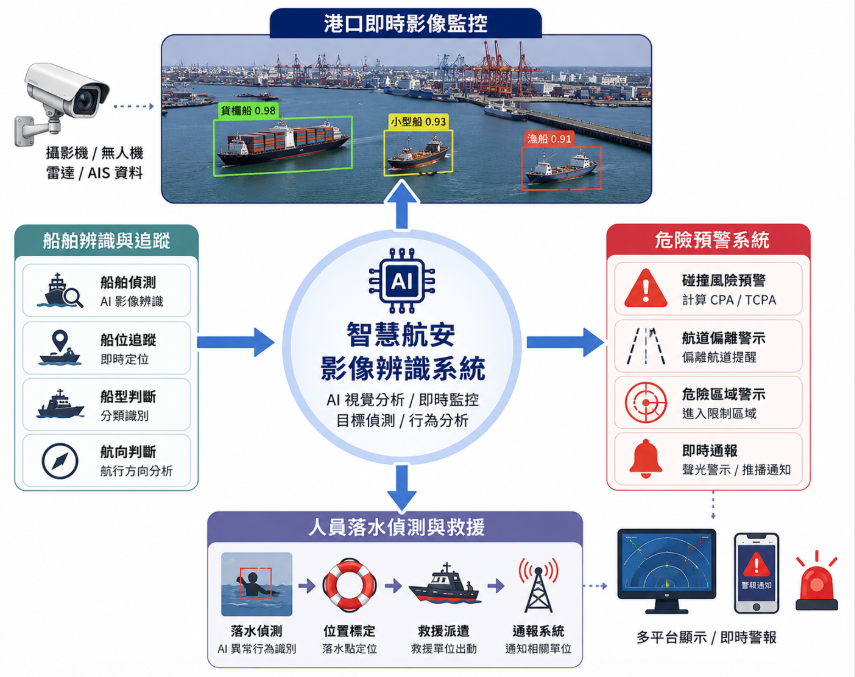 港口即時影像監控
貨櫃船 0.98
小型船 0.93
漁船 0.91
攝影機 / 無人機
雷達 / AIS 資料
船舶辨識與追蹤
船舶偵測
AI 影像辨識
船位追蹤
即時定位
船型判斷
分類識別
航向判斷
航行方向分析
AI
智慧航安
影像辨識系統
AI 視覺分析 / 即時監控
目標偵測 / 行為分析
危險預警系統
碰撞風險預警
計算 CPA / TCPA
航道偏離警示
偏離航道提醒
危險區域警示
進入限制區域
即時通報
聲光警示 / 推播通知
人員落水偵測與救援
落水偵測
AI 異常行為識別
位置標定
落水點定位
救援派遣
救援單位出動
通報系統
通知相關單位
警報通知
多平台顯示 / 即時警報